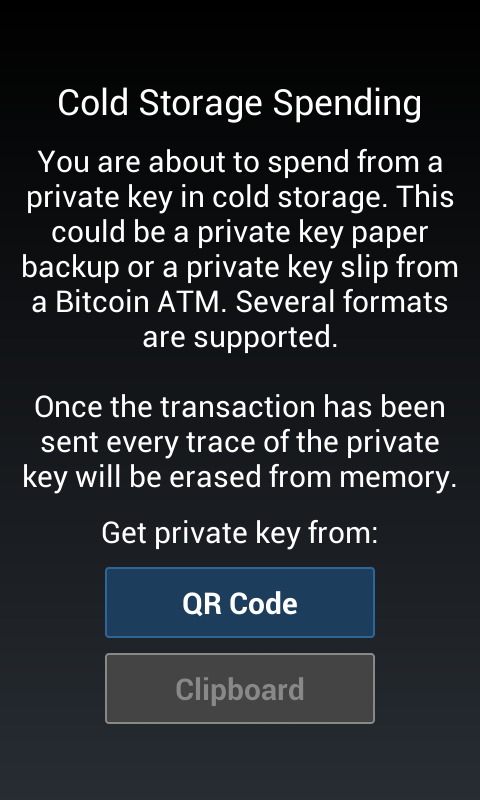 Cold Storage Spending
You are about to spend from a
private key in cold storage. This
could be a private key paper
backup or a private key slip from
a Bitcoin ATM. Several formats
are supported.
Once the transaction has been
sent every trace of the private
key will be erased from memory.
Get private key from:
QR Code
Clipboard